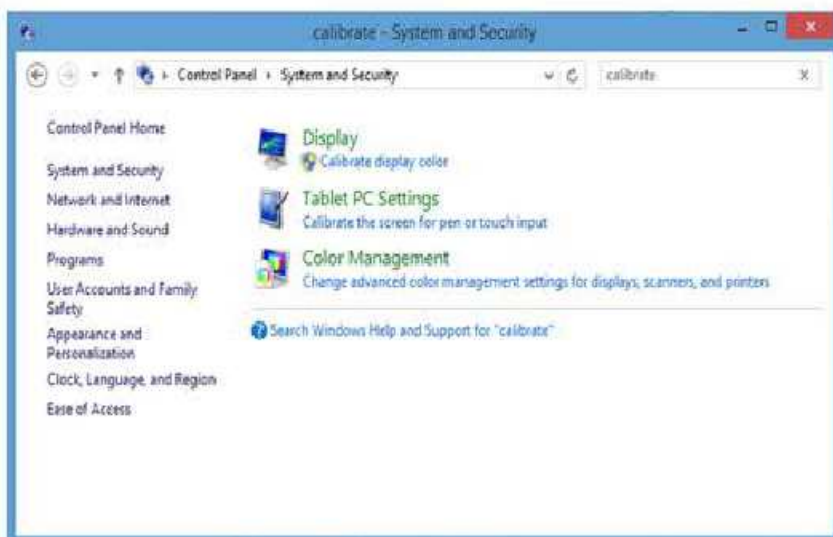 calibrate - System and Security
Control Panel
System and Security
calibrate
Control Panel Home
System and Security
Network and Internet
Hardware and Sound
Programs
User Accounts and Family
Safety
Appearance and
Personalization
Clock, Language, and Region
Ease of Access
Display
Calibrate display color
Tablet PC Settings
Calibrate the screen for pen or touch input
Color Management
Change advanced color management settings for displays, scanners, and printers
Search Windows Help and Support for "calibrate"